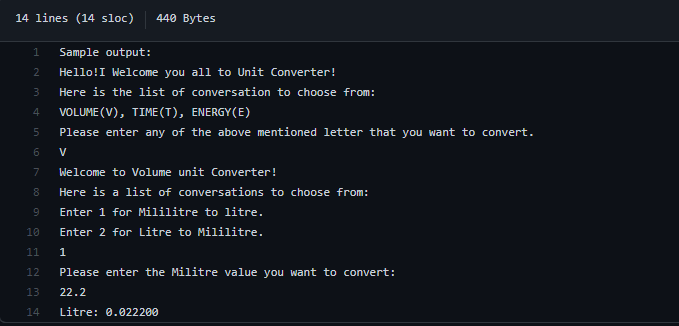 14 lines (14 sloc) 440 Bytes
1 Sample output:
2 Hello!I Welcome you all to Unit Converter!
3 Here is the list of conversation to choose from:
4 VOLUME(V), TIME(T), ENERGY(E)
5 Please enter any of the above mentioned letter that you want to convert.
6 V
7 Welcome to Volume unit Converter!
8 Here is a list of conversations to choose from:
9 Enter 1 for Mililitre to litre.
10 Enter 2 for Litre to Mililitre.
11 1
12 Please enter the Militre value you want to convert:
13 22.2
14 Litre: 0.022200